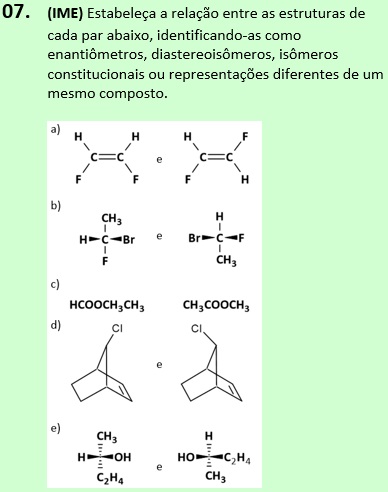 07. (IME) Estabeleça a relação entre as estruturas de
cada par abaixo, identificando-as como
enantiômetros, diastereoisômeros, isômeros
constitucionais ou representações diferentes de um
mesmo composto.
a)
H H H F
C=C e C=C
F F F H
b)
CH₃ H
H C Br e Br C F
F CH₃
c)
HCOOCH₃CH₃ CH₃COOCH₃
d)
Cl Cl
e
e)
CH₃ H
H OH e HO C₂H₄
C₂H₄ CH₃